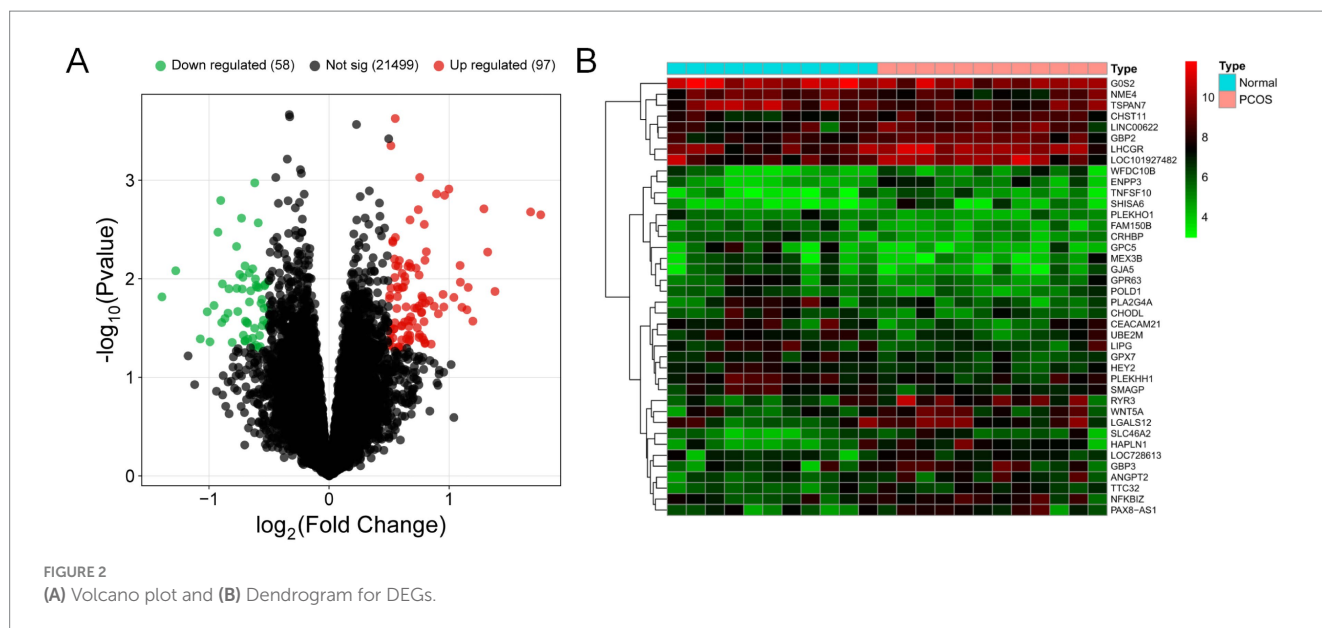 A
Down regulated (58) Not sig (21499) Up regulated (97)
3
2
1
0
-log10(Pvalue)
−1 0 1
log2(Fold Change)
B
Type
G0S2
NME4
TSPAN7
CHST11
LINC00622
GBP2
LHCGR
LOC101927482
WFDC10B
ENPP3
TNFSF10
SHISA6
PLEKHO1
FAM150B
CRHBP
GPC5
MEX3B
GJA5
GPR63
POLD1
PLA2G4A
CHODL
CEACAM21
UBE2M
LIPG
GPX7
HEY2
PLEKHH1
SMAGP
RYR3
WNT5A
LGALS12
SLC46A2
HAPLN1
LOC728613
GBP3
ANGPT2
TTC32
NFKBIZ
PAX8−AS1
10
8
6
4
Type
Normal
PCOS
FIGURE 2
(A) Volcano plot and (B) Dendrogram for DEGs.